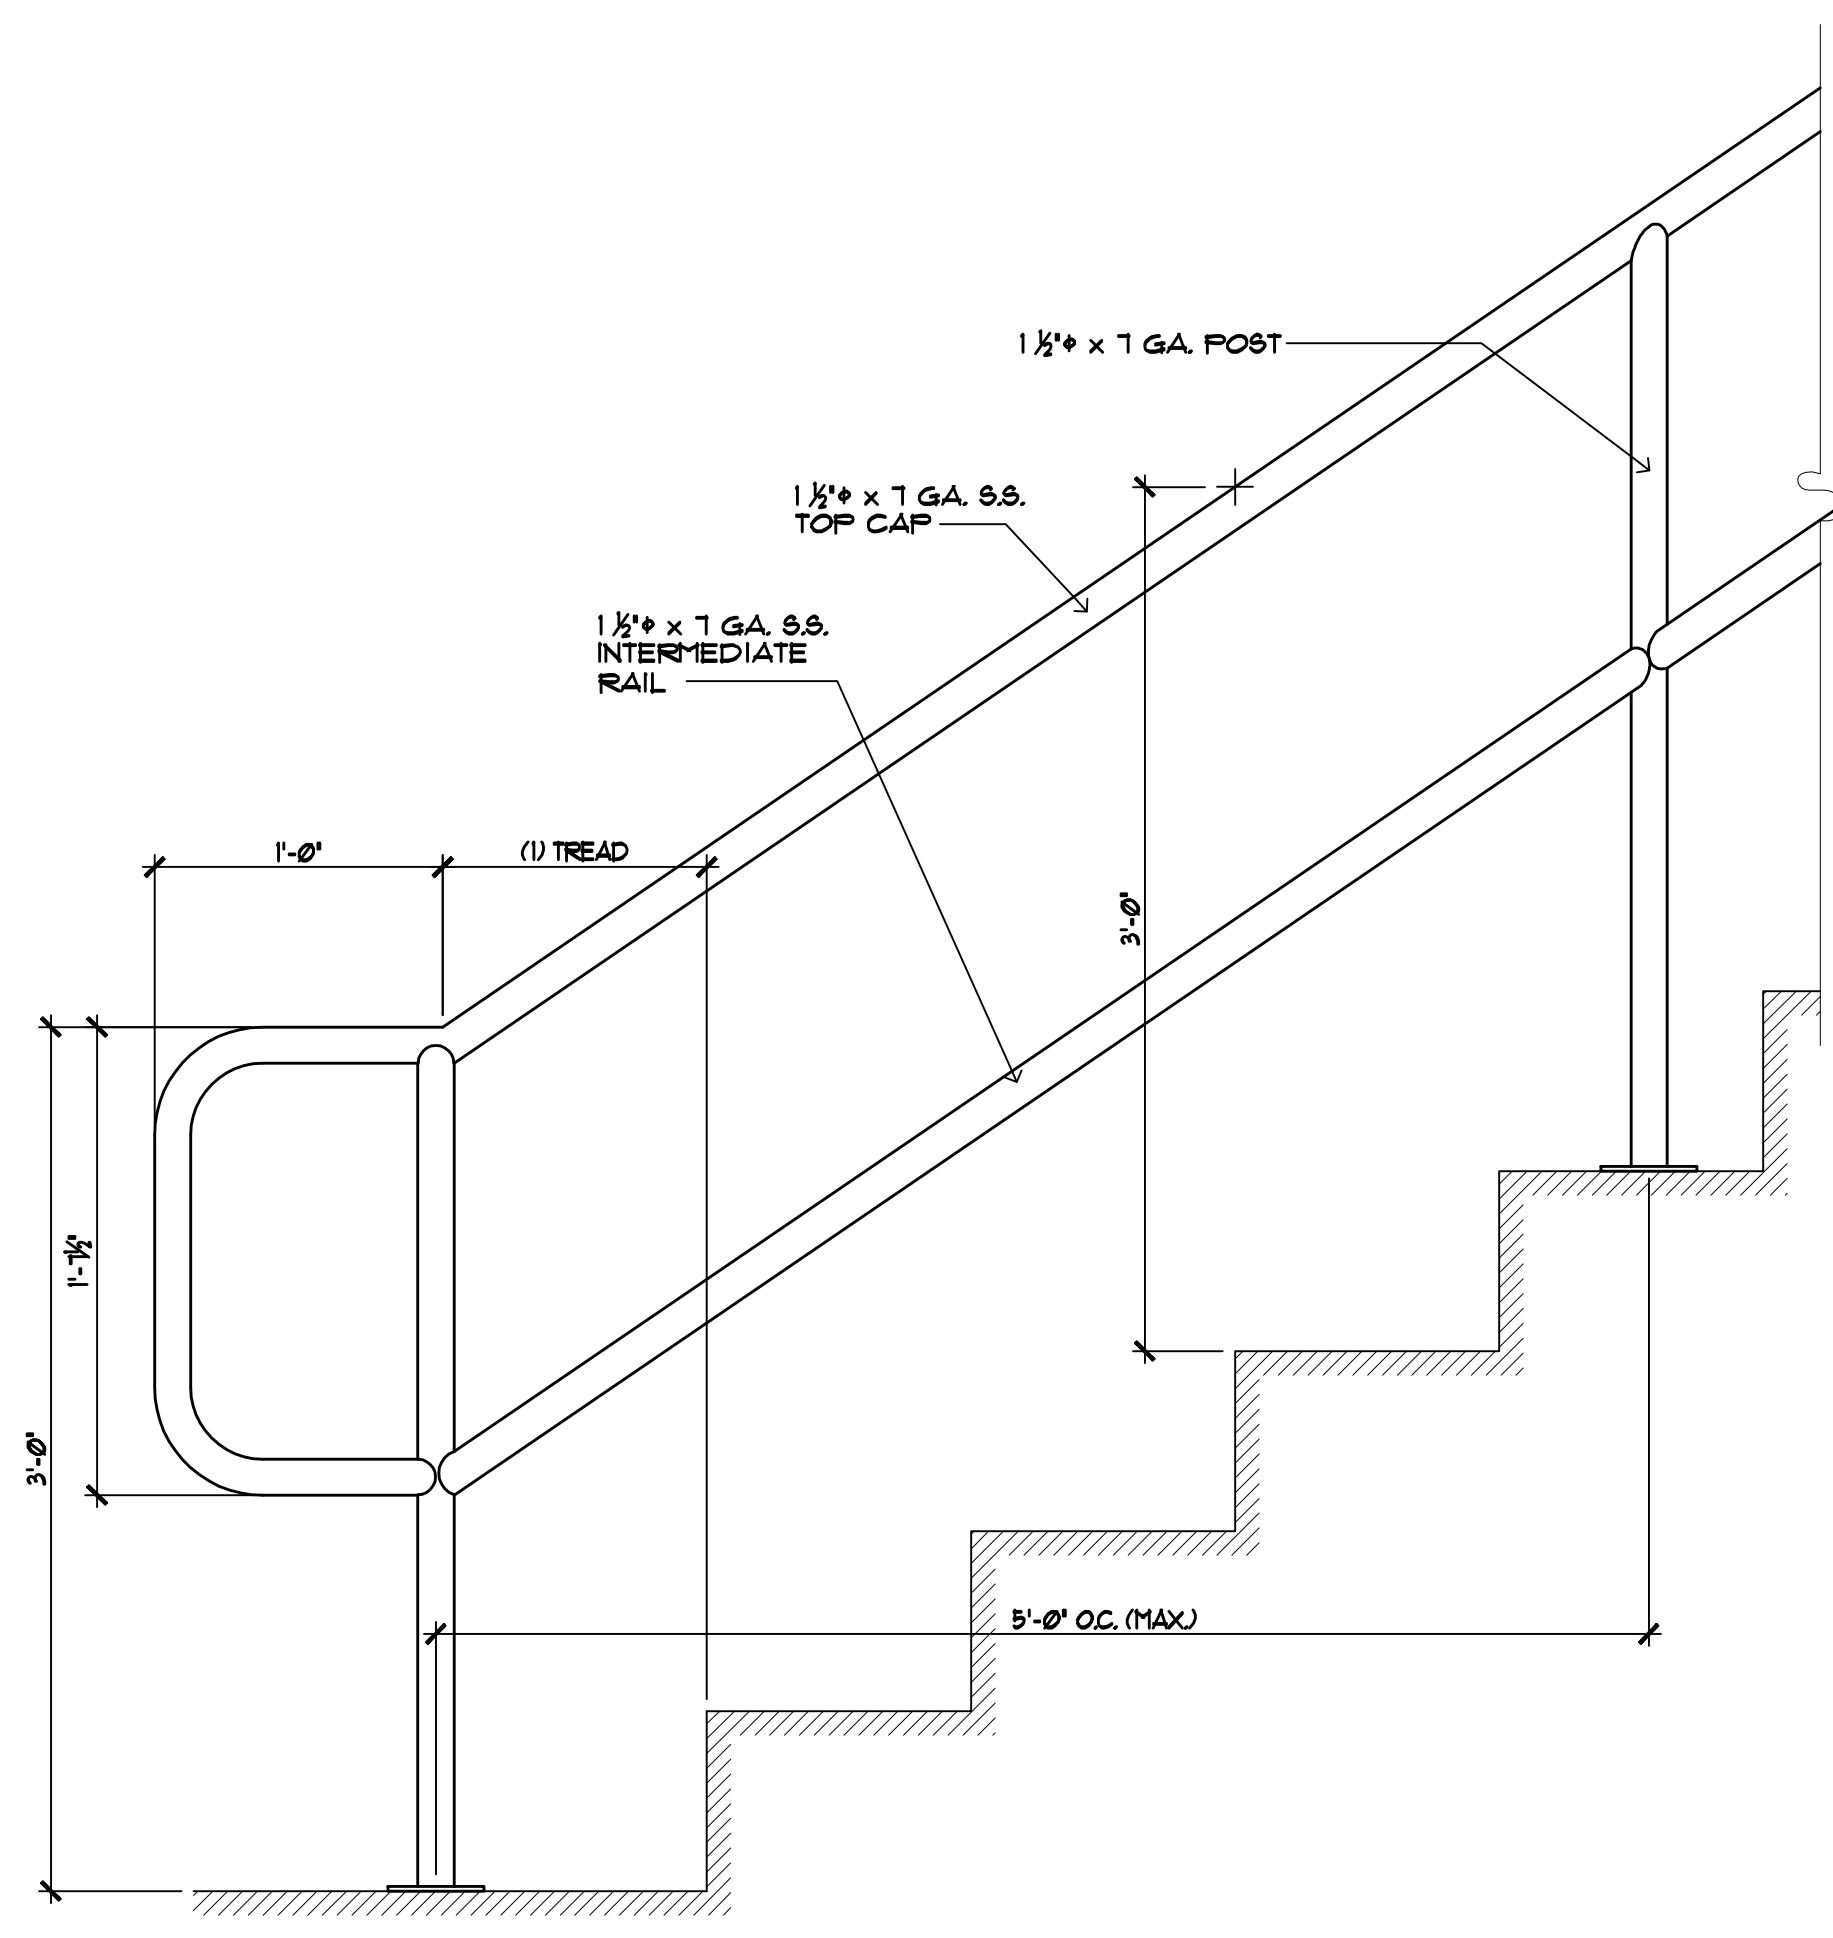 1 ½"ϕ x 7 GA. POST
1 ½"ϕ x 7 GA. S.S.
TOP CAP
1 ½"ϕ x 7 GA. S.S.
INTERMEDIATE
RAIL
1'-0"
(1) TREAD
3'-0"
1'-7½"
3'-0"
5'-0" O.C. (MAX.)